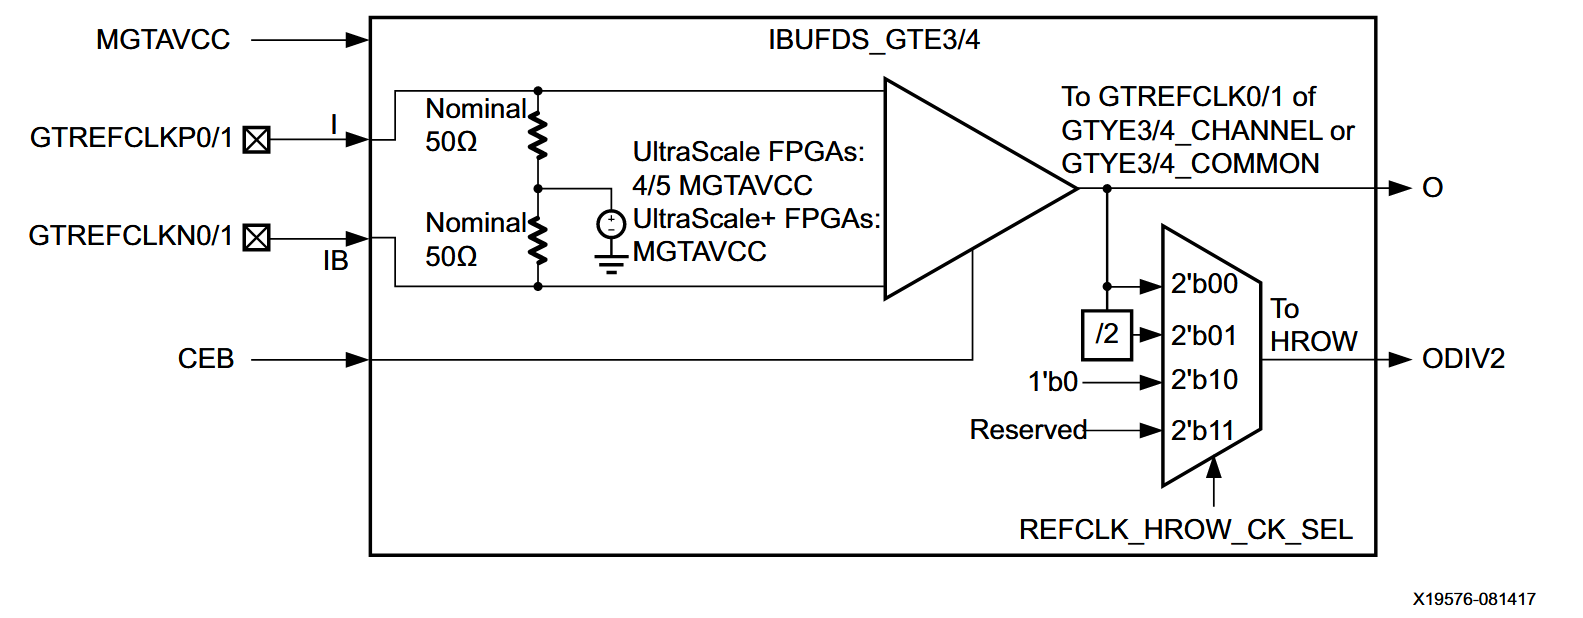 MGTAVCC
IBUFDS_GTE3/4
GTREFCLKP0/1
I
Nominal
50Ω
UltraScale FPGAs:
4/5 MGTAVCC
UltraScale+ FPGAs:
MGTAVCC
To GTREFCLK0/1 of
GTYE3/4_CHANNEL or
GTYE3/4_COMMON
O
GTREFCLKN0/1
IB
Nominal
50Ω
+
−
CEB
/2
1'b0
Reserved
2'b00
2'b01
2'b10
2'b11
To
HROW
ODIV2
REFCLK_HROW_CK_SEL
X19576-081417